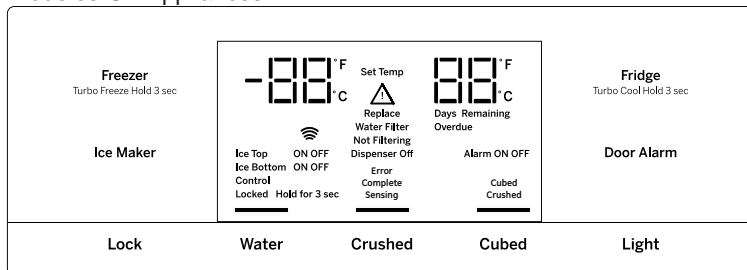 -88°F
°C
Set Temp
88°F
°C
Freezer
Turbo Freeze Hold 3 sec
Fridge
Turbo Cool Hold 3 sec
Replace
Water Filter
Not Filtering
Dispenser Off
Days Remaining
Overdue
Ice Maker
Ice Top ON OFF
Ice Bottom ON OFF
Control
Locked Hold for 3 sec
Error
Complete
Sensing
Alarm ON OFF
Cubed
Crushed
Door Alarm
Lock
Water
Crushed
Cubed
Light